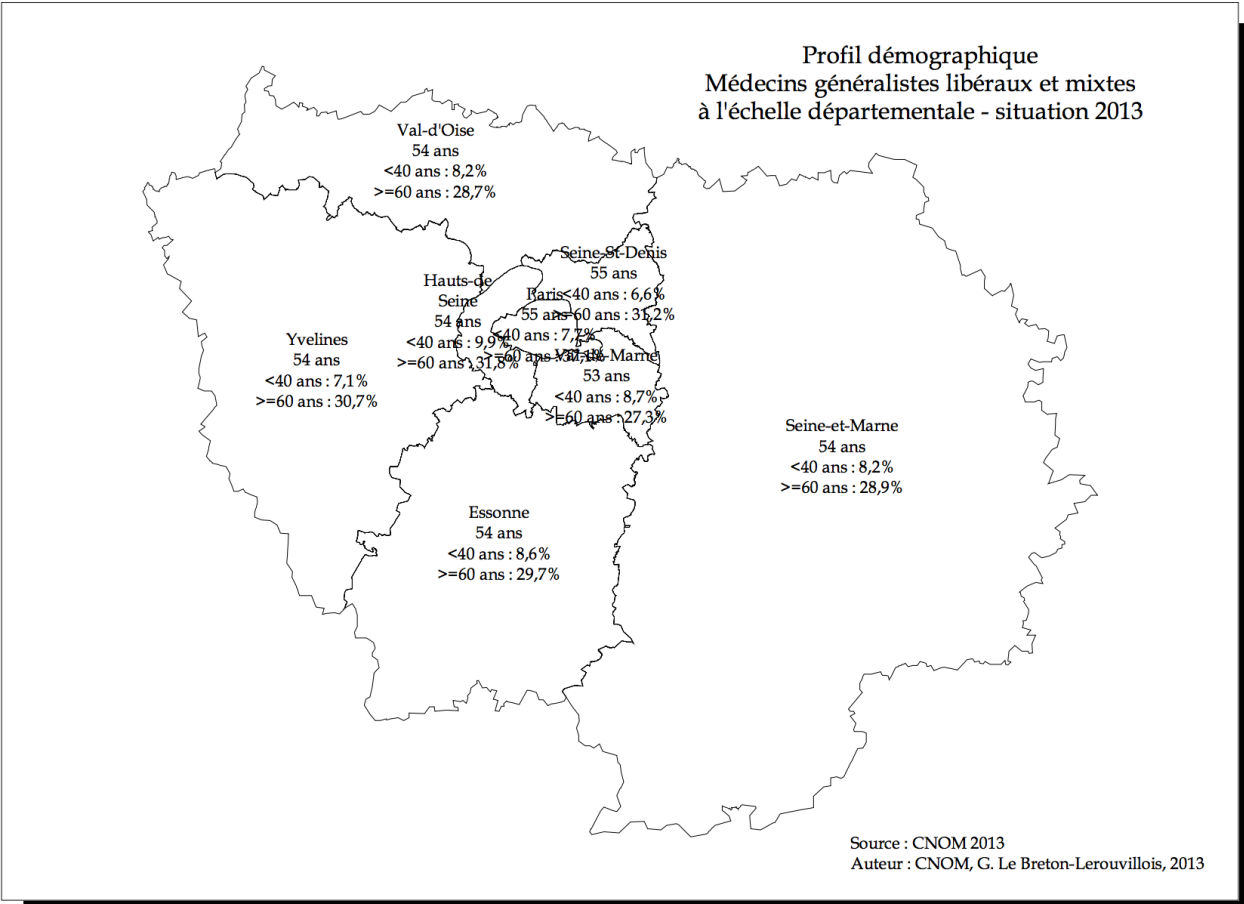 Profil démographique
Médecins généralistes libéraux et mixtes
à l'échelle départementale - situation 2013
Val-d'Oise
54 ans
<40 ans : 8,2%
>=60 ans : 28,7%
Seine-St-Denis
55 ans
<40 ans : 6,6%
>=60 ans : 31,2%
Hauts-de
Seine
54 ans
<40 ans : 9,9%
>=60 ans : 31,8%
Paris
55 ans
<40 ans : 7,7%
>=60 ans :
Yvelines
54 ans
<40 ans : 7,1%
>=60 ans : 30,7%
Val-de-Marne
53 ans
<40 ans : 8,7%
>=60 ans : 27,3%
Seine-et-Marne
54 ans
<40 ans : 8,2%
>=60 ans : 28,9%
Essonne
54 ans
<40 ans : 8,6%
>=60 ans : 29,7%
Source : CNOM 2013
Auteur : CNOM, G. Le Breton-Lerouvillois, 2013